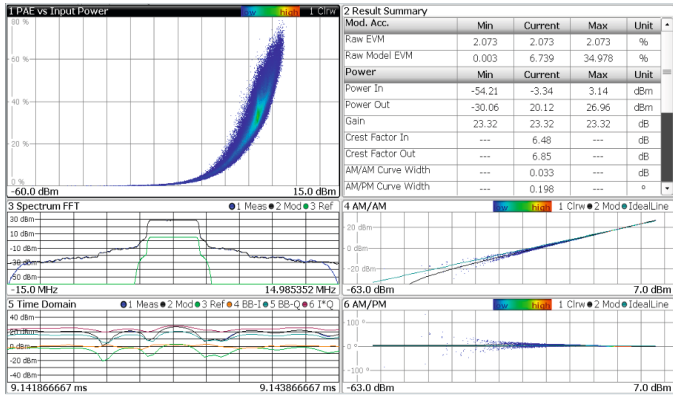 1 PAE vs Input Power low high 1 Clrw
80 %
60 %
40 %
20 %
0 %
-60.0 dBm 15.0 dBm
2 Result Summary
Mod. Acc. Min Current Max Unit
Raw EVM 2.073 2.073 2.073 %
Raw Model EVM 0.003 6.739 34.978 %
Power Min Current Max Unit
Power In -54.21 -3.34 3.14 dBm
Power Out -30.06 20.12 26.96 dBm
Gain 23.32 23.32 23.32 dB
Crest Factor In --- 6.48 --- dB
Crest Factor Out --- 6.85 --- dB
AM/AM Curve Width --- 0.033 --- dB
AM/PM Curve Width --- 0.198 --- °
3 Spectrum FFT 1 Meas 2 Mod 3 Ref
30 dBm
10 dBm
-10 dBm
-30 dBm
-50 dBm
-15.0 MHz 14.985352 MHz
4 AM/AM low high 1 Clrw 2 Mod IdealLine
20 dBm
0 dBm
-20 dBm
-63.0 dBm 7.0 dBm
5 Time Domain 1 Meas 2 Mod 3 Ref 4 BB-I 5 BB-Q 6 I*Q
40 dBm
20 dBm
0 dBm
-20 dBm
-40 dBm
9.141866667 ms 9.143866667 ms
6 AM/PM low high 1 Clrw 2 Mod IdealLine
100 °
-100 °
-63.0 dBm 7.0 dBm